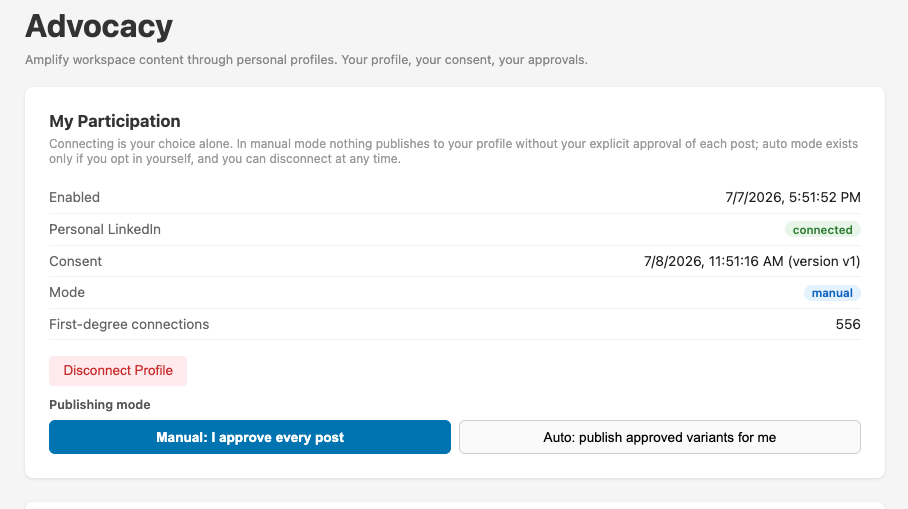 Advocacy
Amplify workspace content through personal profiles. Your profile, your consent, your approvals.
My Participation
Connecting is your choice alone. In manual mode nothing publishes to your profile without your explicit approval of each post; auto mode exists
only if you opt in yourself, and you can disconnect at any time.
Enabled 7/7/2026, 5:51:52 PM
Personal LinkedIn connected
Consent 7/8/2026, 11:51:16 AM (version v1)
Mode manual
First-degree connections 556
Disconnect Profile
Publishing mode
Manual: I approve every post Auto: publish approved variants for me